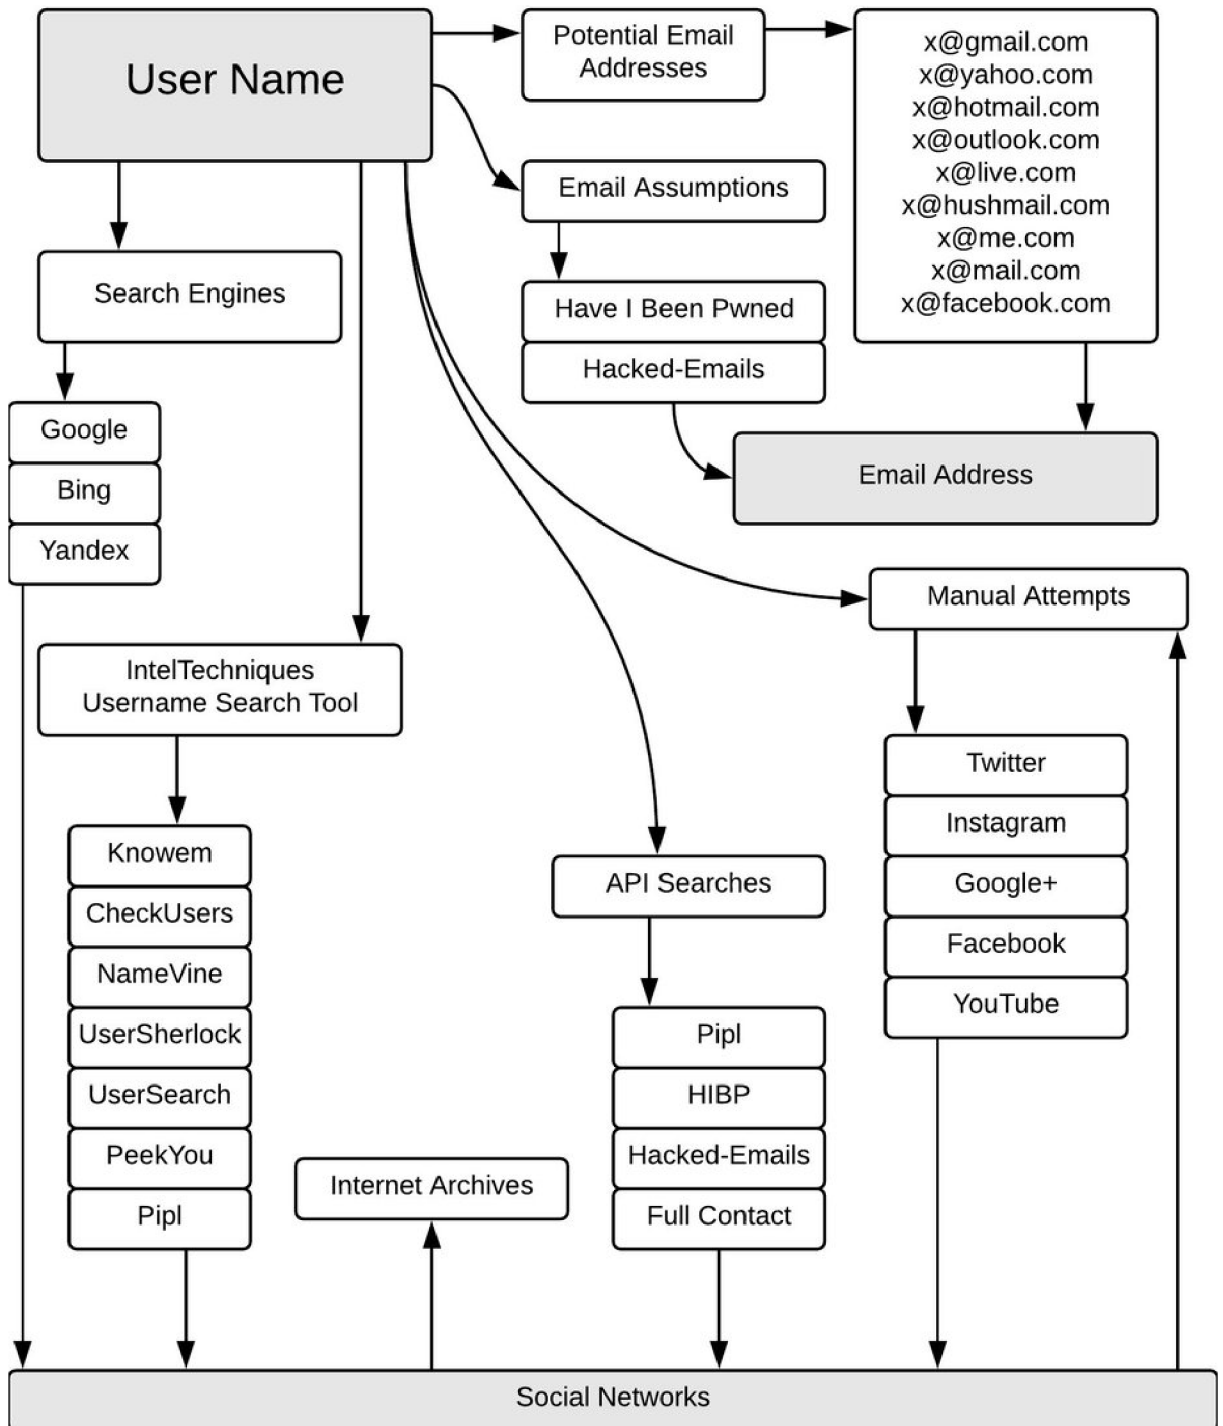 User Name
Potential Email
Addresses
x@gmail.com
x@yahoo.com
x@hotmail.com
x@outlook.com
x@live.com
x@hushmail.com
x@me.com
x@mail.com
x@facebook.com
Email Assumptions
Have I Been Pwned
Hacked-Emails
Email Address
Search Engines
Google
Bing
Yandex
IntelTechniques
Username Search Tool
Knowem
CheckUsers
NameVine
UserSherlock
UserSearch
PeekYou
Pipl
Internet Archives
API Searches
Pipl
HIBP
Hacked-Emails
Full Contact
Manual Attempts
Twitter
Instagram
Google+
Facebook
YouTube
Social Networks